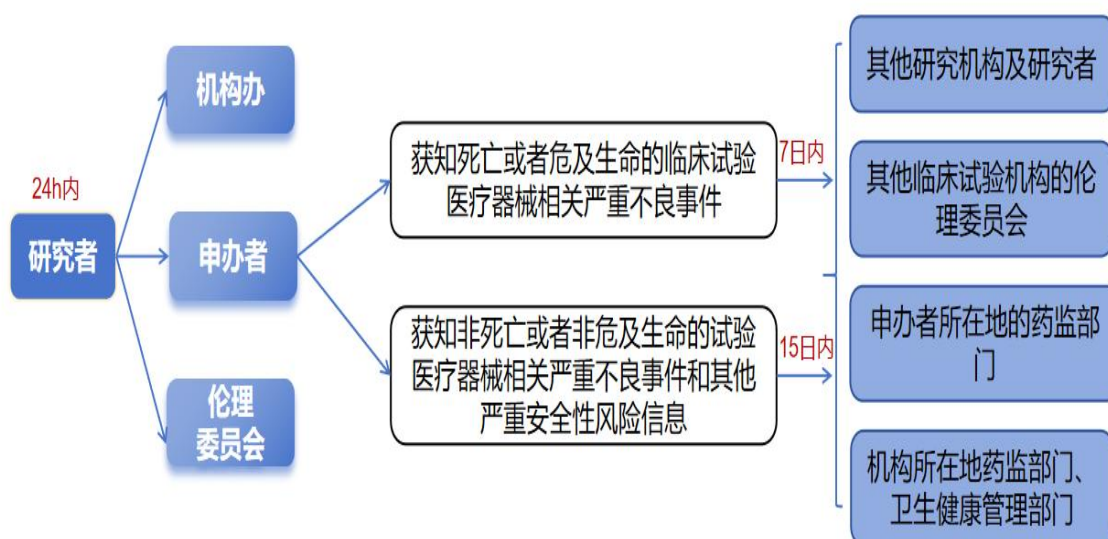 24h内
研究者
机构办
申办者
伦理
委员会
获知死亡或者危及生命的临床试验
医疗器械相关严重不良事件
获知非死亡或者非危及生命的试验
医疗器械相关严重不良事件和其他
严重安全性风险信息
7日内
15日内
其他研究机构及研究者
其他临床试验机构的伦
理委员会
申办者所在地的药监部
门
机构所在地药监部门、
卫生健康管理部门